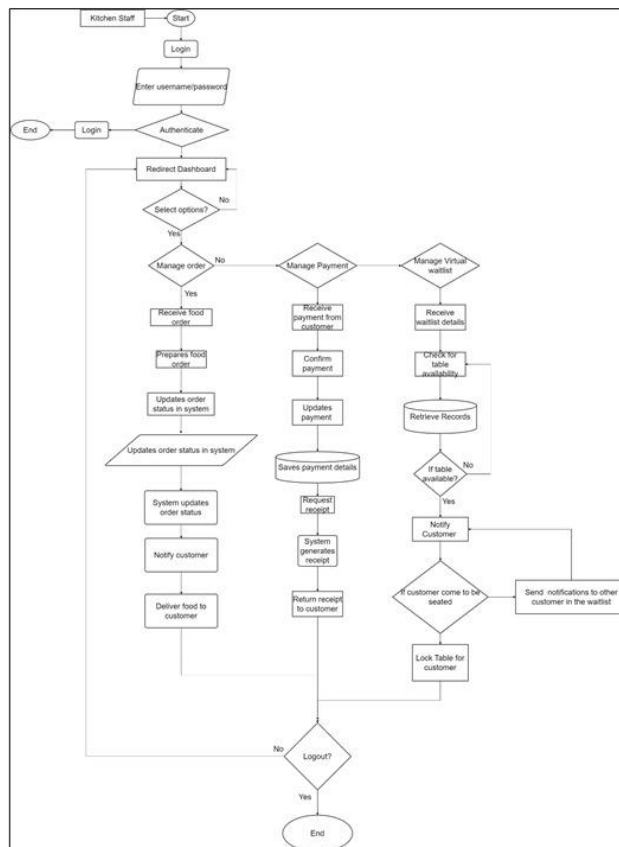 Kitchen Staff
Start
Login
Enter username/password
End
Login
Authenticate
Redirect Dashboard
Select options?
No
Yes
Manage order
No
Manage Payment
Manage Virtual
waitlist
Yes
Receive food
order
Receive
payment from
customer
Receive
waitlist details
Prepares food
order
Confirm
payment
Check for
table
availability
Updates order
status in system
Updates
payment
Retrieve Records
Updates order status in system
Saves payment details
If table
available?
No
Yes
System updates
order status
Request
receipt
Notify
Customer
Notify customer
System
generates
receipt
Deliver food to
customer
Return receipt
to customer
If customer come to be
seated
Send notifications to other
customer in the waitlist
Lock Table for
customer
No
Logout?
Yes
End